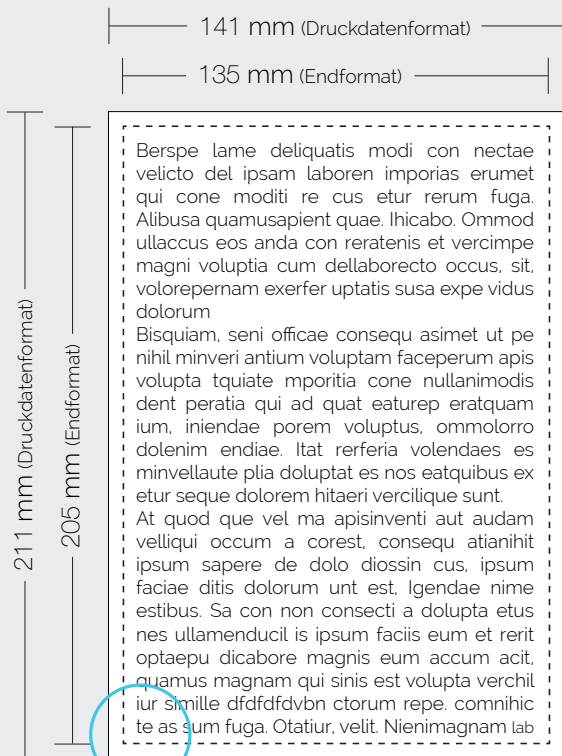 141 mm (Druckdatenformat)
135 mm (Endformat)
211 mm (Druckdatenformat)
205 mm (Endformat)
Berspe lame deliquatis modi con nectae
velicto del ipsam laborem imporias erumet
qui cone moditi re cus etur rerum fuga.
Alibusa quamusapient quae. Ihicabo. Ommod
ullaccus eos anda con reratenis et vercimpe
magni voluptia cum dellaborecto occus, sit,
volorepernam exerfer uptatis susa expe vidus
dolorum
Bisquiam, seni officae consequ asimet ut pe
nihil minveri antium voluptam faceperum apis
volupta tquiate mporitia cone nullanimodis
dent peratia qui ad quat eaturep eratquam
ium, iniendae porem voluptus, ommolorro
dolenim endiae. Itat rerferia volendaes es
minvellaute plia doluptat es nos eatquibus ex
etur seque dolorem hitaeri vercilique sunt.
At quod que vel ma apisinventi aut audam
velliqui occum a corest, consequ atianihit
ipsum sapere de dolo diossin cus, ipsum
faciae ditis dolorum unt est, Igendae nime
estibus. Sa con non consecti a dolupta etus
nes ullamenducil is ipsum faciis eum et rerit
optaepu dicabore magnis eum accum acit,
quamus magnam qui sinis est volupta verchil
iur simille dfdfdfdvbn ctorum repe. comnihic
te as sum fuga. Otatiur, velit. Nienimagnam lab